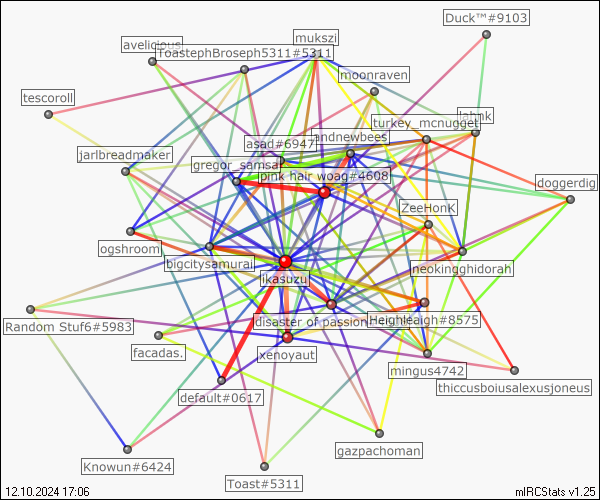 Duck™#9103
mukszi
avelicious
ToastephBroseph5311#5311
moonraven
tescoroll
lahnk
turkey_mcnugget
andnewbees
asad#6947
jarlbreadmaker
gregor_samsa
pink hair woag#4608
doggerdig
ZeeHonK
ogshroom
bigcitysamurai
neokingghidorah
ikasuzu
Random Stuf6#5983
disaster of passion
Heighleaigh#8575
facadas.
xenoyaut
mingus4742
thiccusboiusalexusjoneus
default#0617
gazpachoman
Knowun#6424
Toast#5311
12.10.2024 17:06
mIRCStats v1.25